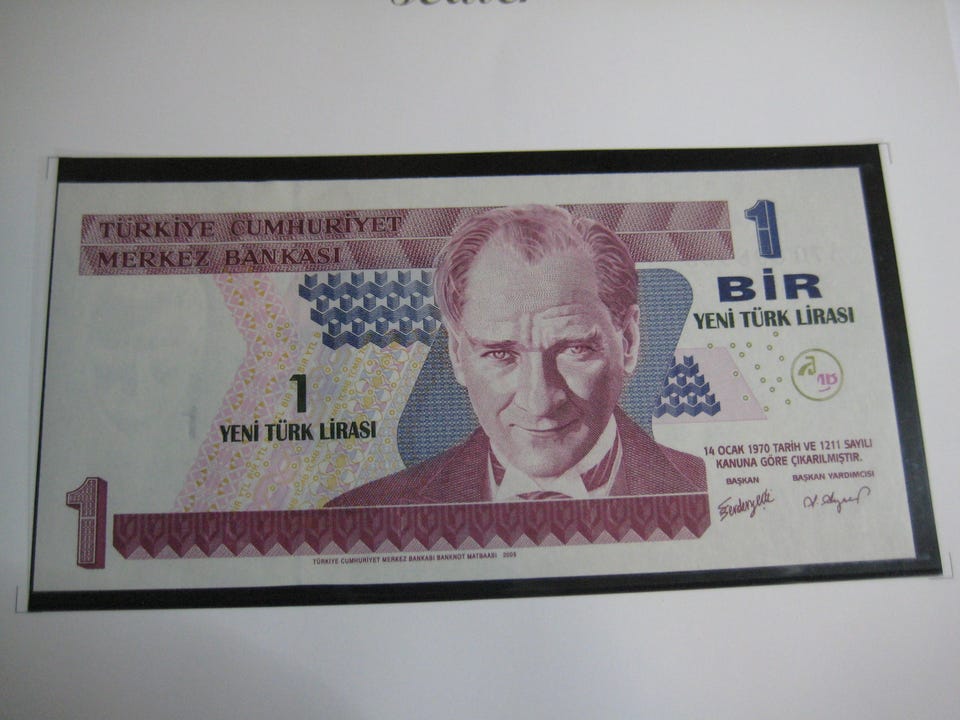 TÜRKİYE CUMHURİYET
MERKEZ BANKASI
1
BİR
YENİ TÜRK LİRASI
1
YENİ TÜRK LİRASI
14 OCAK 1970 TARİH VE 1211 SAYILI
KANUNA GÖRE ÇIKARILMIŞTIR.
BAŞKAN BAŞKAN YARDIMCISI
1
TÜRKİYE CUMHURİYET MERKEZ BANKASI BANKNOT MATBAASI 2005